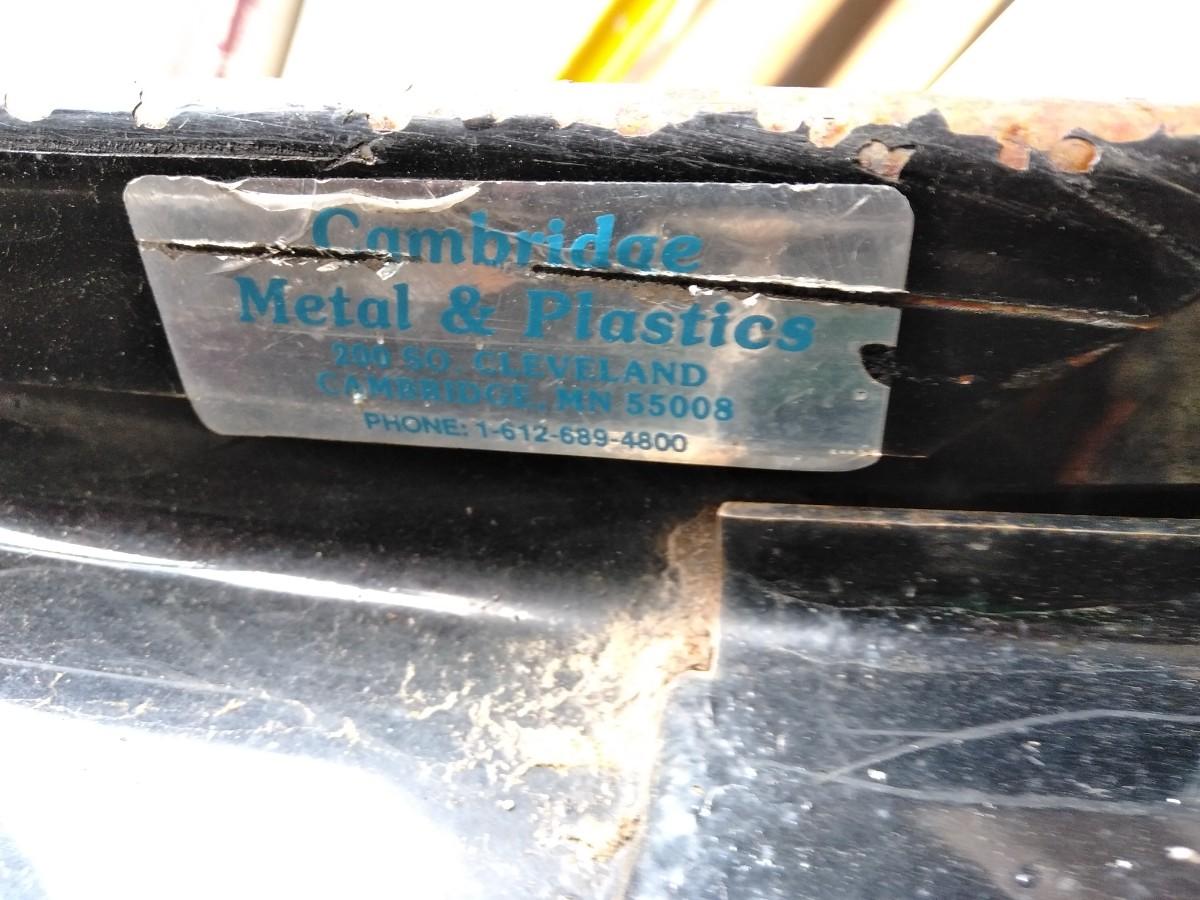 Cambridge
Metal & Plastics
200 SO. CLEVELAND
CAMBRIDGE, MN 55008
PHONE: 1-612-689-4800